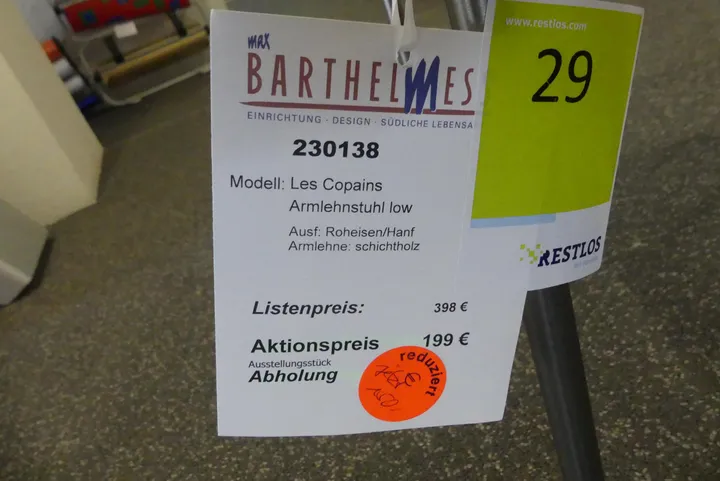 max
BARTHELMES
EINRICHTUNG · DESIGN · SÜDLICHE LEBENSA
230138
Modell: Les Copains
Armlehnstuhl low
Ausf: Roheisen/Hanf
Armlehne: schichtholz
Listenpreis: 398 €
Aktionspreis 199 €
Ausstellungsstück
Abholung
reduziert
www.restlos.com
29
RESTLOS